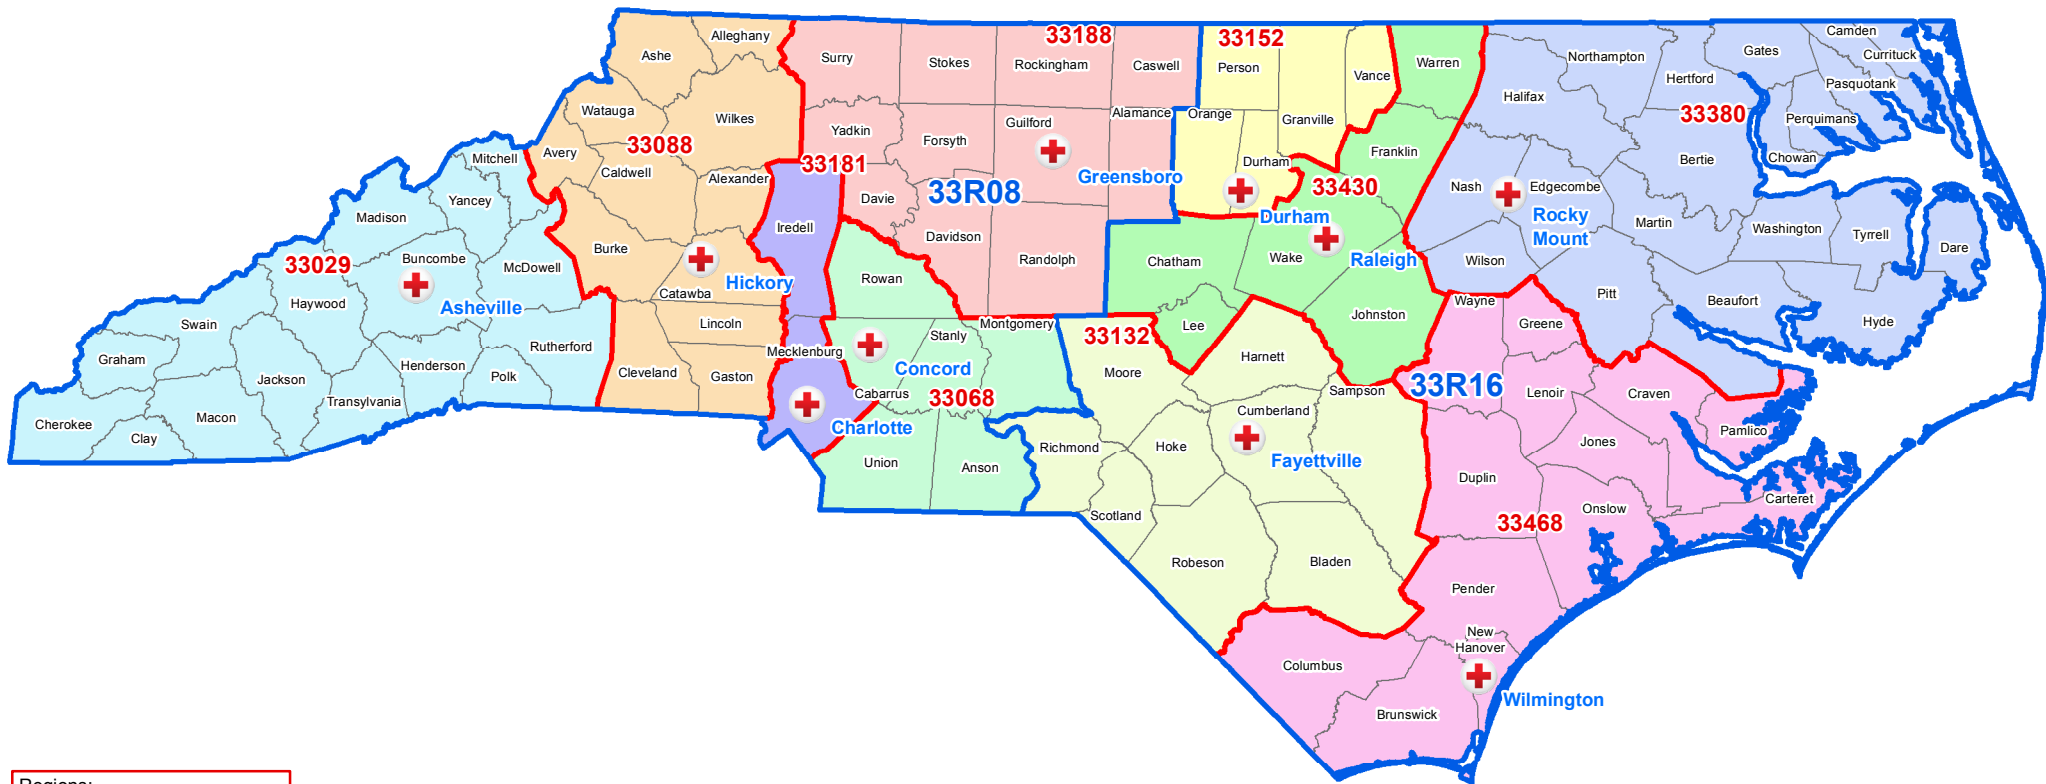 Ashe
Alleghany
Surry
Stokes
33188
Rockingham
Caswell
33152
Person
Vance
Warren
Northampton
Hertford
Gates
Camden
Currituck
Pasquotank
Watauga
Wilkes
Yadkin
Forsyth
Guilford
Alamance
Orange
Granville
Franklin
Halifax
33380
Perquimans
Chowan
Bertie
Mitchell
Avery
33088
Caldwell
Alexander
33181
Davie
33R08
Greensboro
Durham
Durham
33430
Nash
Edgecombe
Rocky
Mount
Martin
Washington
Tyrrell
Dare
Yancey
Madison
Iredell
Davidson
Randolph
Chatham
Wake
Raleigh
Wilson
Pitt
Beaufort
Hyde
33029
Buncombe
McDowell
Burke
Catawba
Hickory
Rowan
Haywood
Asheville
Swain
Graham
Jackson
Henderson
Polk
Rutherford
Lincoln
Mecklenburg
Cleveland
Gaston
Stanly
Montgomery
Concord
Cabarrus
33068
33132
Moore
Lee
Harnett
Johnston
Wayne
Greene
Sampson
33R16
Lenoir
Craven
Pamlico
Cherokee
Clay
Macon
Transylvania
Charlotte
Union
Anson
Richmond
Hoke
Cumberland
Fayettville
Duplin
Jones
Onslow
Carteret
Scotland
Robeson
Bladen
33468
Pender
New
Hanover
Columbus
Brunswick
Wilmington